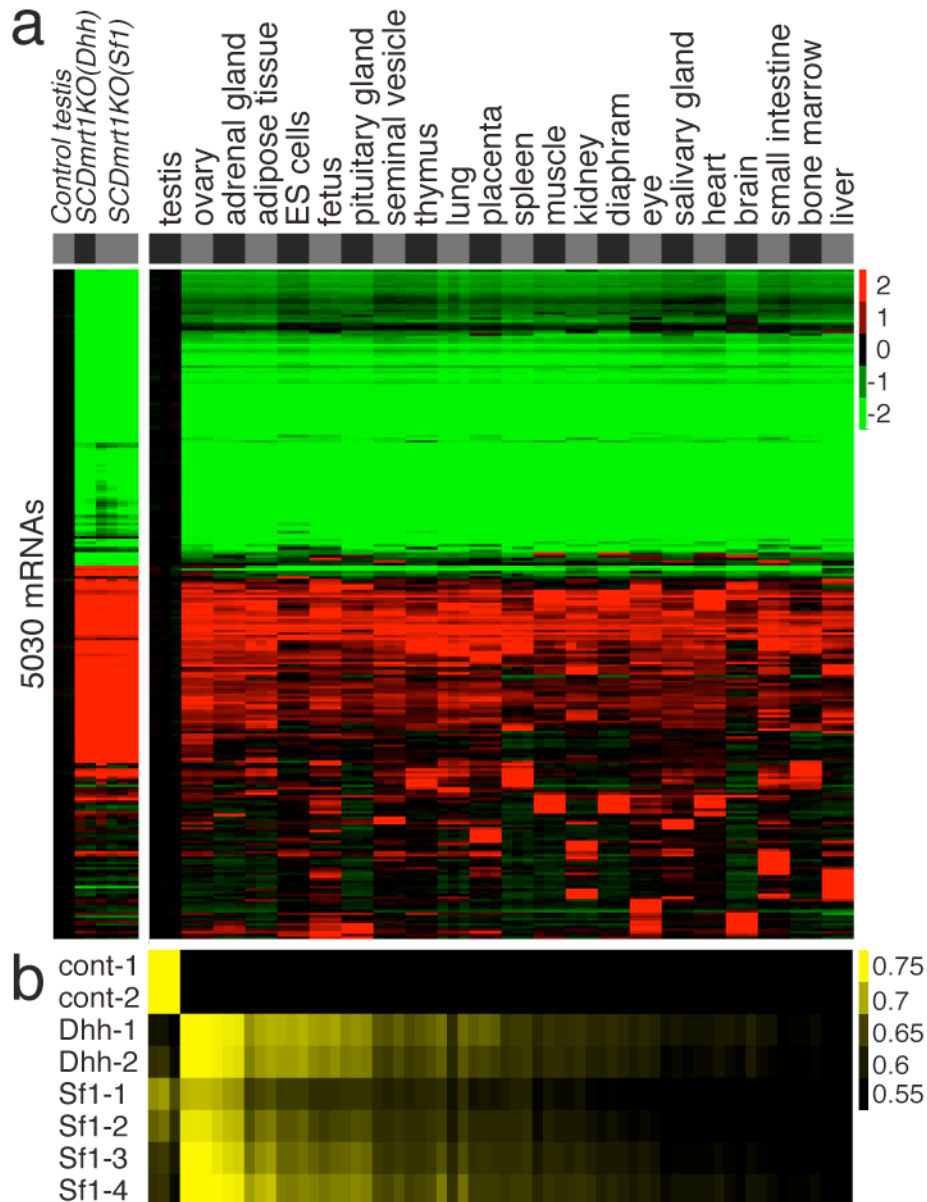 a
Control testis
SCDmrt1KO(Dhh)
SCDmrt1KO(Sf1)
testis
ovary
adrenal gland
adipose tissue
ES cells
fetus
pituitary gland
seminal vesicle
thymus
lung
placenta
spleen
muscle
kidney
diaphram
eye
salivary gland
heart
brain
small intestine
bone marrow
liver
2
1
0
-1
-2
5030 mRNAs
b
cont-1
cont-2
Dhh-1
Dhh-2
Sf1-1
Sf1-2
Sf1-3
Sf1-4
0.75
0.7
0.65
0.6
0.55